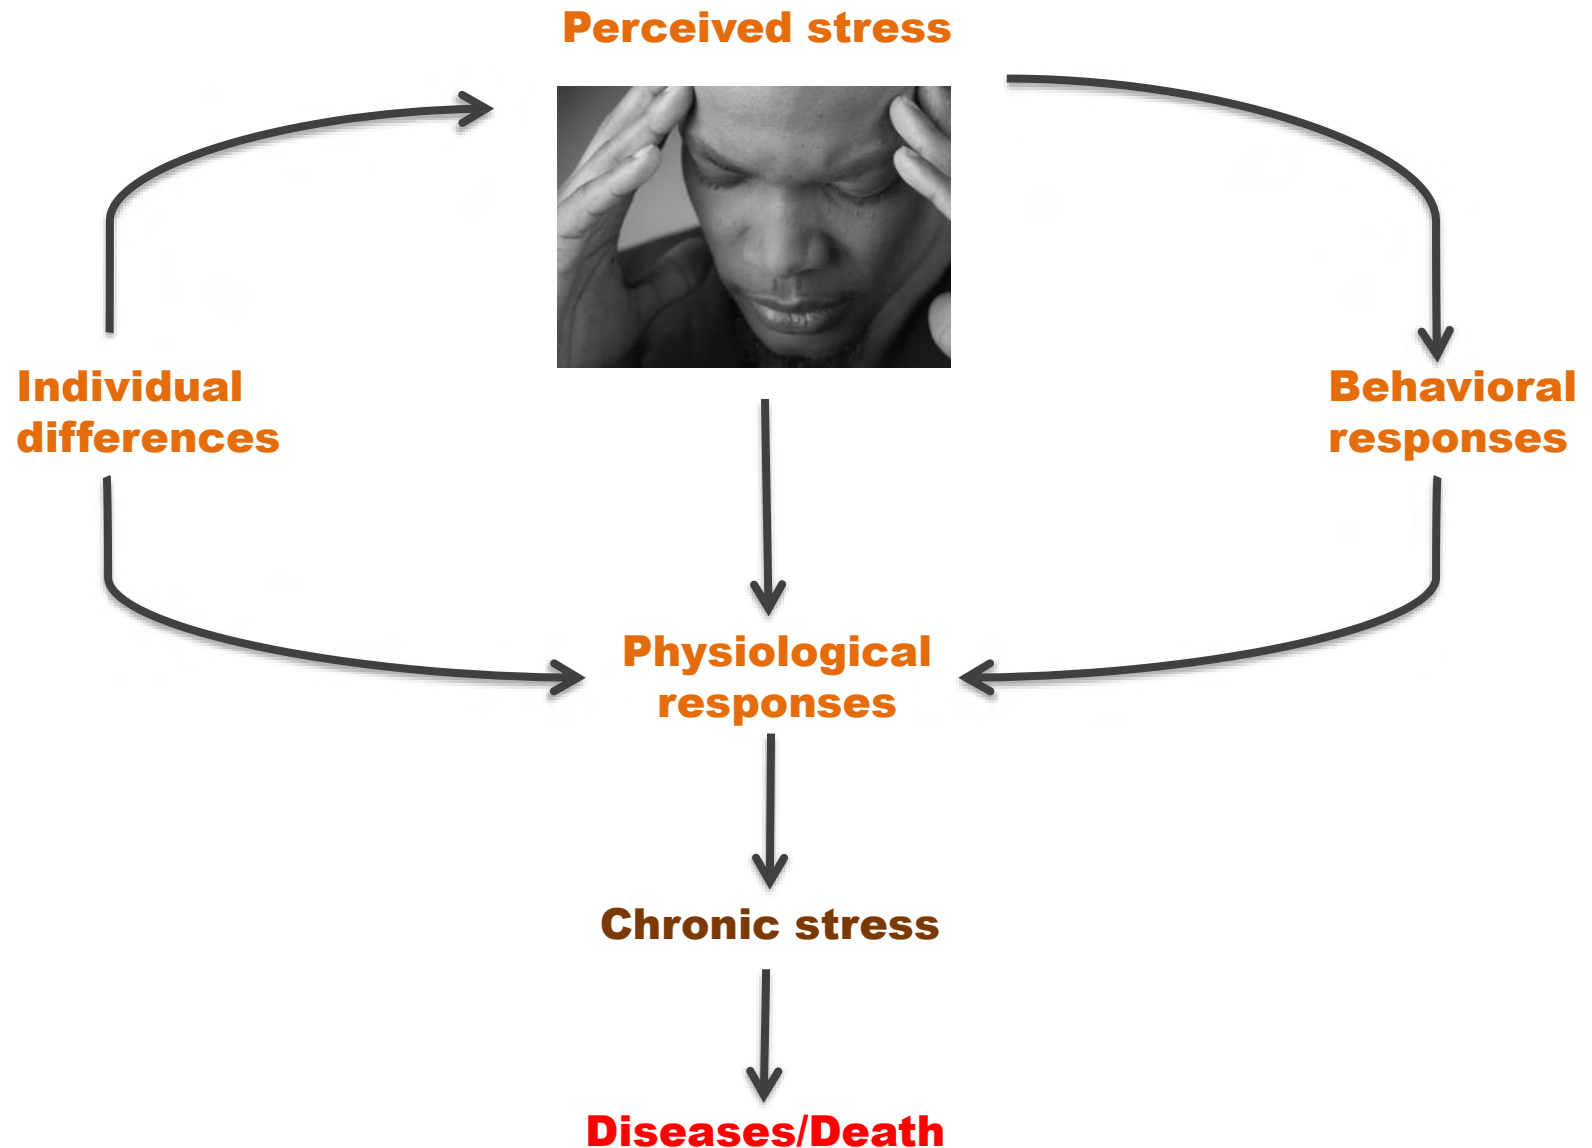 Perceived stress
Individual
differences
Behavioral
responses
Physiological
responses
Chronic stress
Diseases/Death